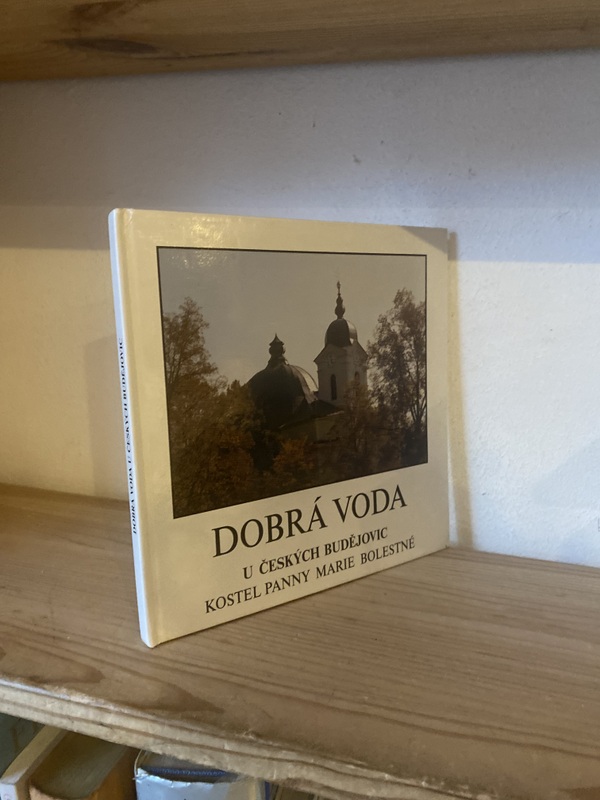 DOBRÁ VODA U ČESKÝCH BUDĚJOVIC
DOBRÁ VODA
U ČESKÝCH BUDĚJOVIC
KOSTEL PANNY MARIE BOLESTNÉ